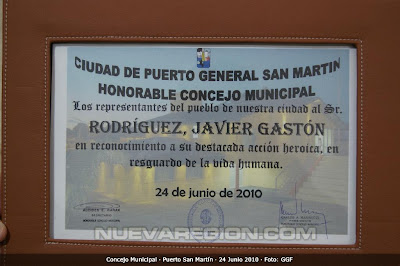 CIUDAD DE PUERTO GENERAL SAN MARTIN
HONORABLE CONCEJO MUNICIPAL
Los representantes del pueblo de nuestra ciudad al Sr.
RODRÍGUEZ, JAVIER GASTÓN
en reconocimiento a su destacada acción heroica, en
resguardo de la vida humana.
24 de junio de 2010
NUEVAREGION.COM
Concejo Municipal - Puerto San Martín - 24 Junio 2010 - Foto: GGF